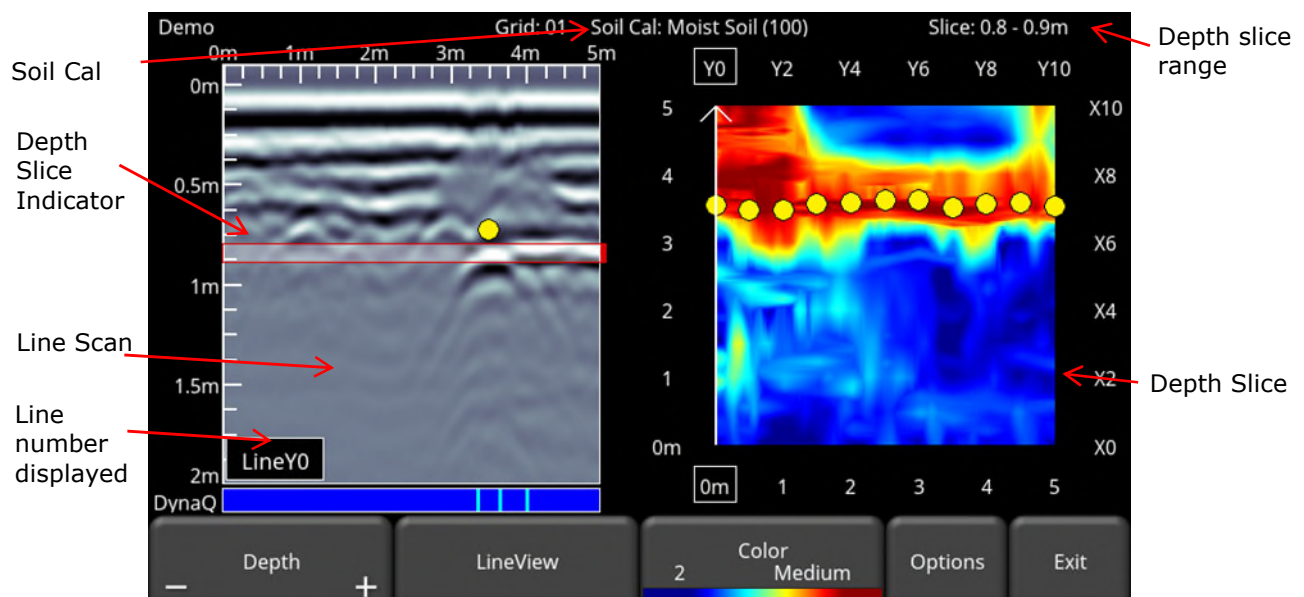 Demo
Grid: 01
Soil Cal: Moist Soil (100)
Slice: 0.8 - 0.9m
Depth slice
range
Soil Cal
Depth
Slice
Indicator
Line Scan
Line
number
displayed
0m 1m 2m 3m 4m 5m
0m
0.5m
1m
1.5m
2m
LineY0
DynaQ
Y0 Y2 Y4 Y6 Y8 Y10
5 X10
4 X8
3 X6
2 X4
1 X2
0m X0
0m 1 2 3 4 5
Depth Slice
Depth
– +
LineView
Color
2 Medium
Options
Exit